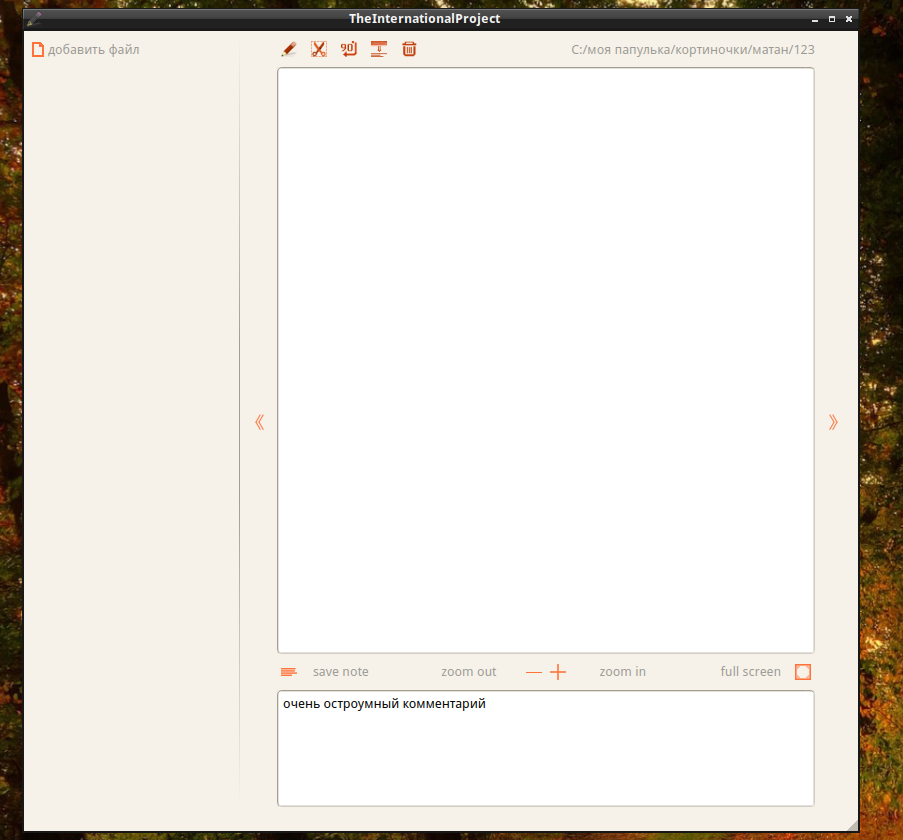 TheInternationalProject
добавить файл
90
C:/моя папулька/кортиночки/матан/123
save note
zoom out
zoom in
full screen
очень остроумный комментарий